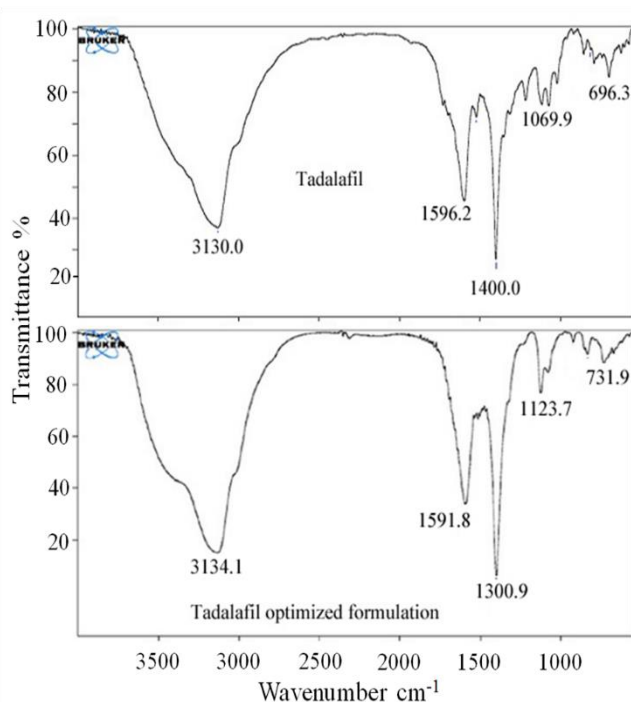 100
80
60
40
20
BRUKER
Tadalafil
3130.0
1596.2
1400.0
1069.9
696.3
Transmittance %
100
80
60
40
20
BRUKER
3134.1
1591.8
1300.9
1123.7
731.9
Tadalafil optimized formulation
3500 3000 2500 2000 1500 1000
Wavenumber cm⁻¹